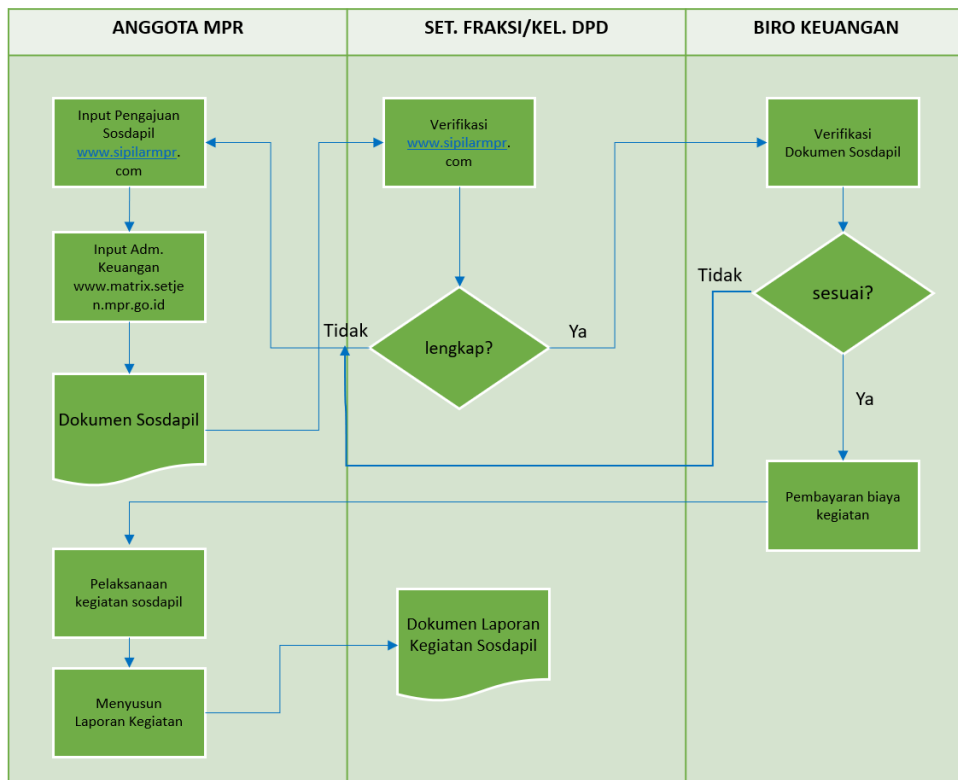 ANGGOTA MPR
SET. FRAKSI/KEL. DPD
BIRO KEUANGAN
Input Pengajuan
Sosdapil
www.sipilarmpr.
com
Verifikasi
www.sipilarmpr.
com
Verifikasi
Dokumen Sosdapil
Input Adm.
Keuangan
www.matrix.setje
n.mpr.go.id
Tidak
lengkap?
Ya
Tidak
sesuai?
Ya
Dokumen Sosdapil
Pembayaran biaya
kegiatan
Pelaksanaan
kegiatan sosdapil
Dokumen Laporan
Kegiatan Sosdapil
Menyusun
Laporan Kegiatan